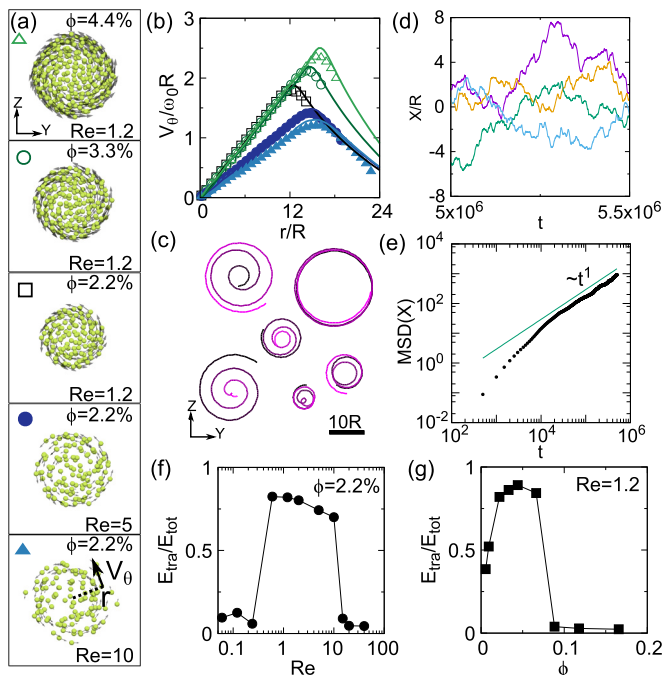 (a)
ϕ=4.4%
Z
Y
Re=1.2
ϕ=3.3%
Re=1.2
ϕ=2.2%
Re=1.2
ϕ=2.2%
Re=5
ϕ=2.2%
Vθ
r
Re=10
(b)
3
2
1
0
0 12 24
Vθ/ω0R
r/R
(c)
Z
Y
10R
(d)
8
4
0
-4
-8
X/R
5x10^6 5.5x10^6
t
(e)
10^4
10^2
10^0
10^-2
MSD(X)
~t^1
10^2 10^4 10^6
t
(f)
ϕ=2.2%
1
0.5
0
Etra/Etot
0.1 1 10 100
Re
(g)
Re=1.2
1
0.5
0
Etra/Etot
0 0.1 0.2
ϕ